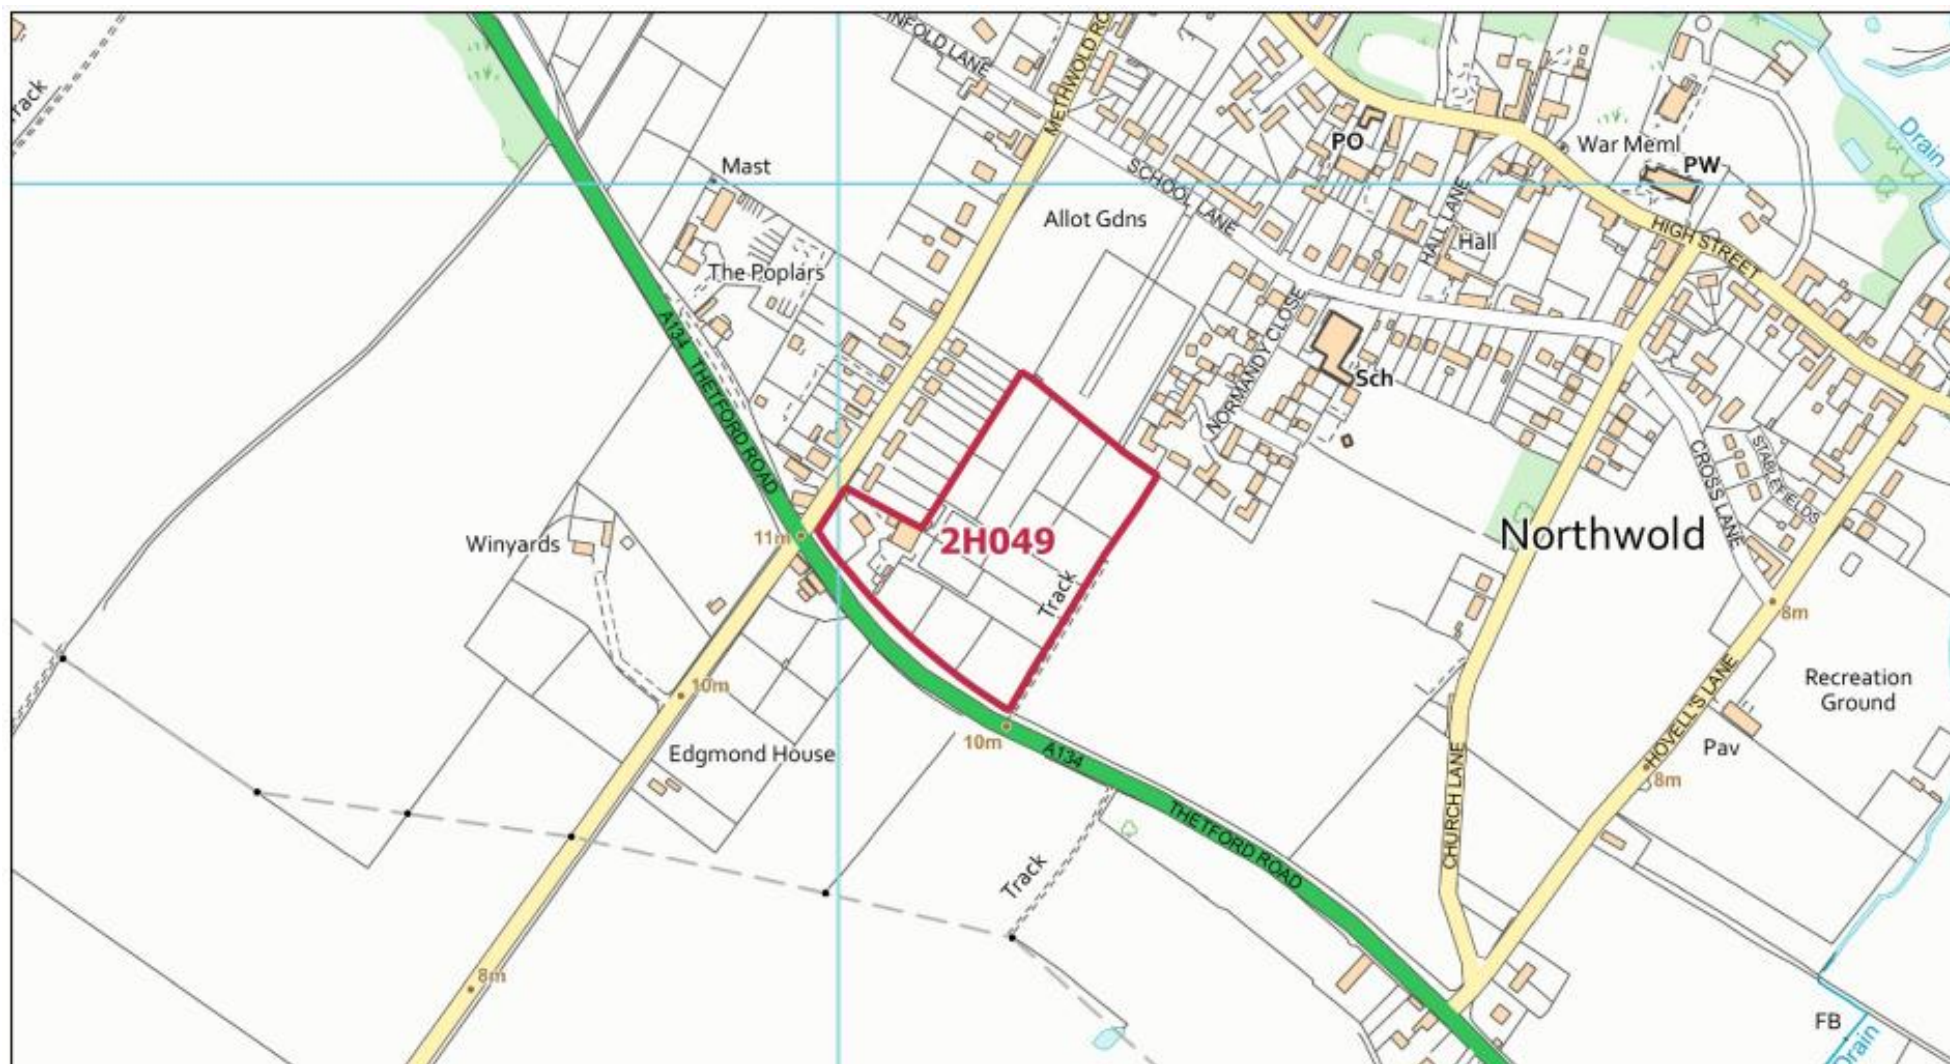 INFOLD LANE
METHWOLD RO
Track
Mast
PO
War Meml
PW
Drain
SCHOOL LANE
Allot Gdns
HALL LANE
Hall
HIGH STREET
The Poplars
A134 THETFORD ROAD
NORMANDY CLOSE
Sch
CROSS LANE
STABLEFIELDS
Winyards
11m
2H049
Northwold
Track
8m
10m
Recreation
Ground
HOVELL'S LANE
Edgmond House
10m
A134
THETFORD ROAD
CHURCH LANE
Pav
8m
Track
8m
FB
Drain